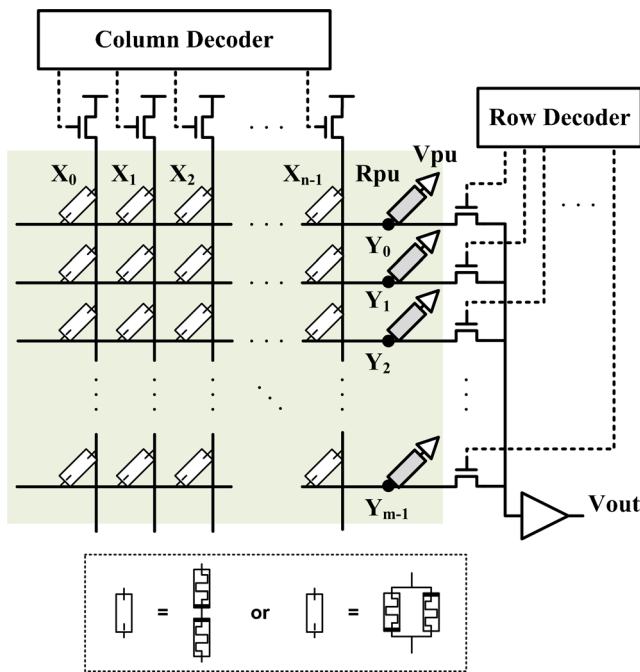 Column Decoder
Row Decoder
Vpu
X0 X1 X2 Xn-1 Rpu
Y0
Y1
Y2
Ym-1
Vout
= or =